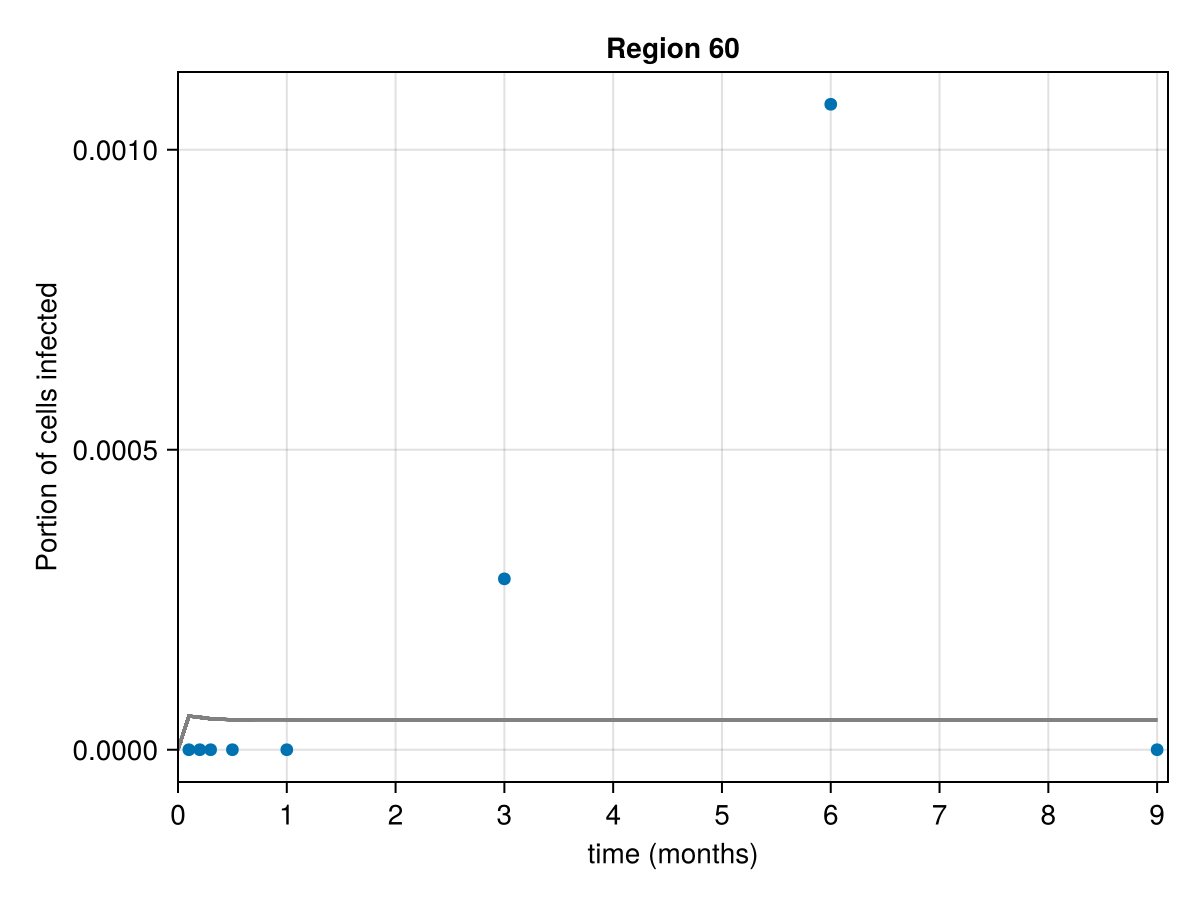 Region 60
Portion of cells infected
0.0010
0.0005
0.0000
0 1 2 3 4 5 6 7 8 9
time (months)